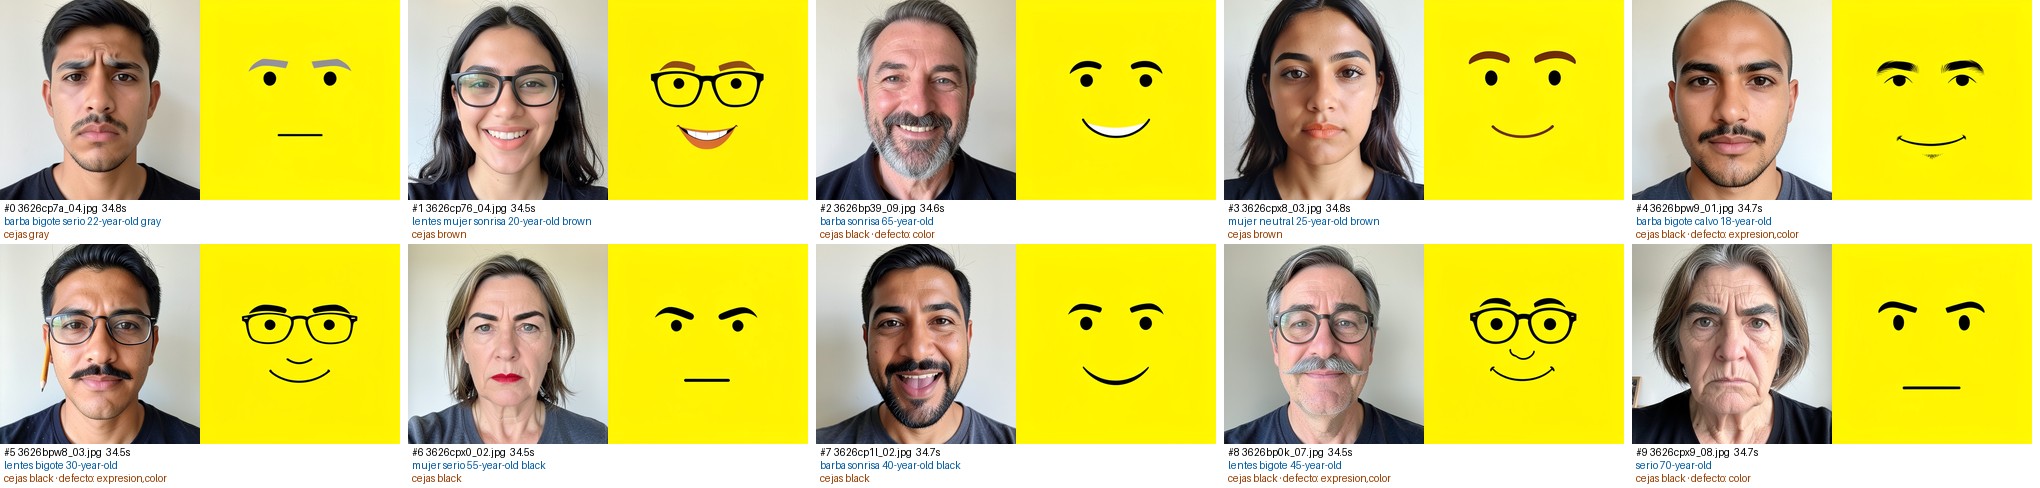 #0 3626cp7a_04.jpg 34.8s
barba bigote serio 22-year-old gray
cejas gray
#1 3626cp76_04.jpg 34.5s
lentes mujer sonrisa 20-year-old brown
cejas brown
#2 3626bp39_09.jpg 34.6s
barba sonrisa 65-year-old
cejas black · defecto: color
#3 3626cpx8_03.jpg 34.8s
mujer neutral 25-year-old brown
cejas brown
#4 3626bpw9_01.jpg 34.7s
barba bigote calvo 18-year-old
cejas black · defecto: expresion,color
#5 3626bpw8_03.jpg 34.5s
lentes bigote 30-year-old
cejas black · defecto: expresion,color
#6 3626cpx0_02.jpg 34.5s
mujer serio 55-year-old black
cejas black
#7 3626cp1l_02.jpg 34.7s
barba sonrisa 40-year-old black
cejas black
#8 3626bp0k_07.jpg 34.5s
lentes bigote 45-year-old
cejas black · defecto: expresion,color
#9 3626cpx9_08.jpg 34.7s
serio 70-year-old
cejas black · defecto: color